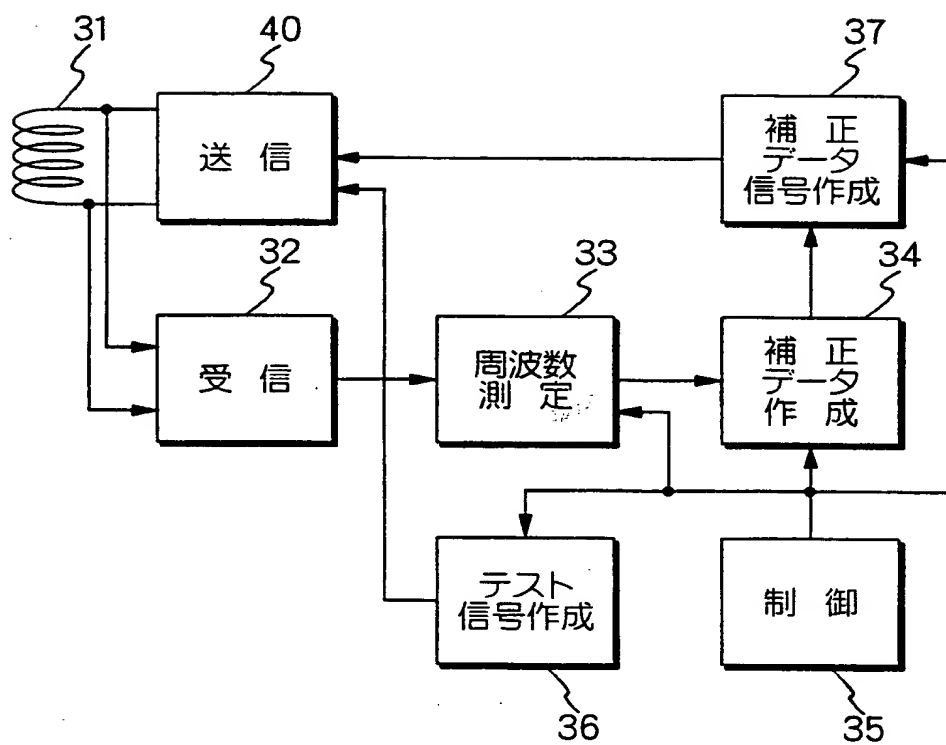 31
40
37
送信
補正
データ
信号作成
32
33
34
受信
周波数
測定
補正
データ
作成
テスト
信号作成
制御
36
35